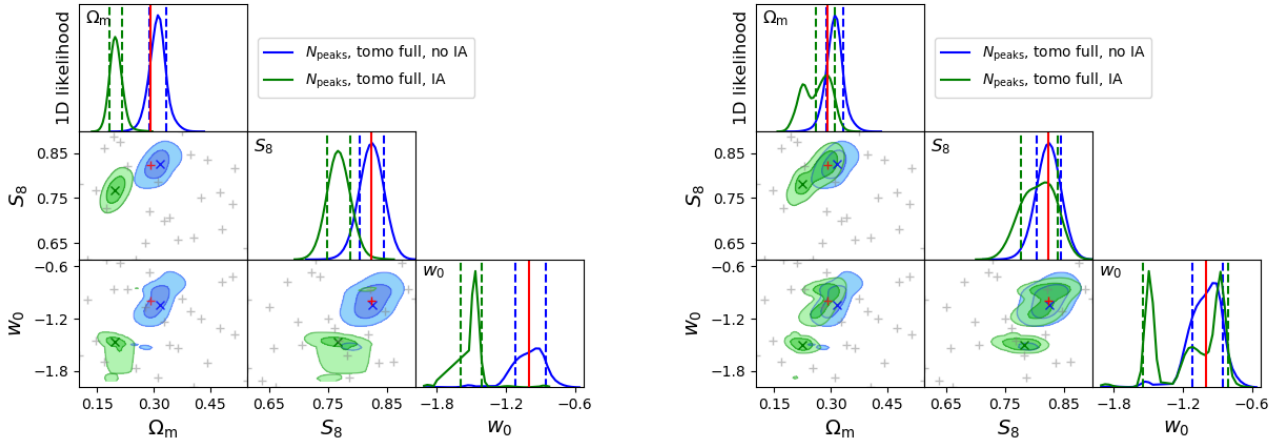 Ωm
1D likelihood
Npeaks, tomo full, no IA
Npeaks, tomo full, IA
S8
0.85
0.75
0.65
S8
w0
−0.6
−1.2
−1.8
w0
0.15 0.30 0.45
Ωm
0.75 0.85
S8
−1.8 −1.2 −0.6
w0
Ωm
1D likelihood
Npeaks, tomo full, no IA
Npeaks, tomo full, IA
S8
0.85
0.75
0.65
S8
w0
−0.6
−1.2
−1.8
w0
0.15 0.30 0.45
Ωm
0.65 0.75 0.85
S8
−1.8 −1.2 −0.6
w0